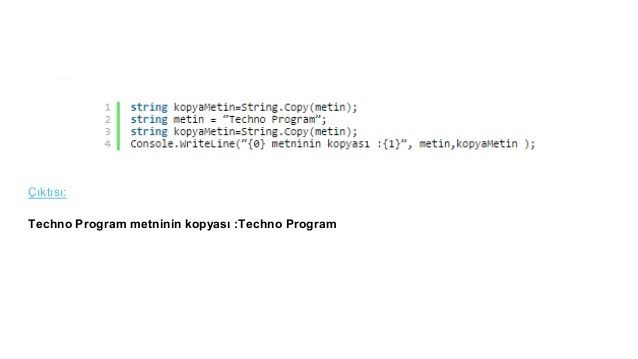 1 string kopyaMetin=String.Copy(metin);
2 string metin = “Techno Program”;
3 string kopyaMetin=String.Copy(metin);
4 Console.WriteLine(“{0} metninin kopyası :{1}”, metin,kopyaMetin );
Çıktısı:
Techno Program metninin kopyası :Techno Program